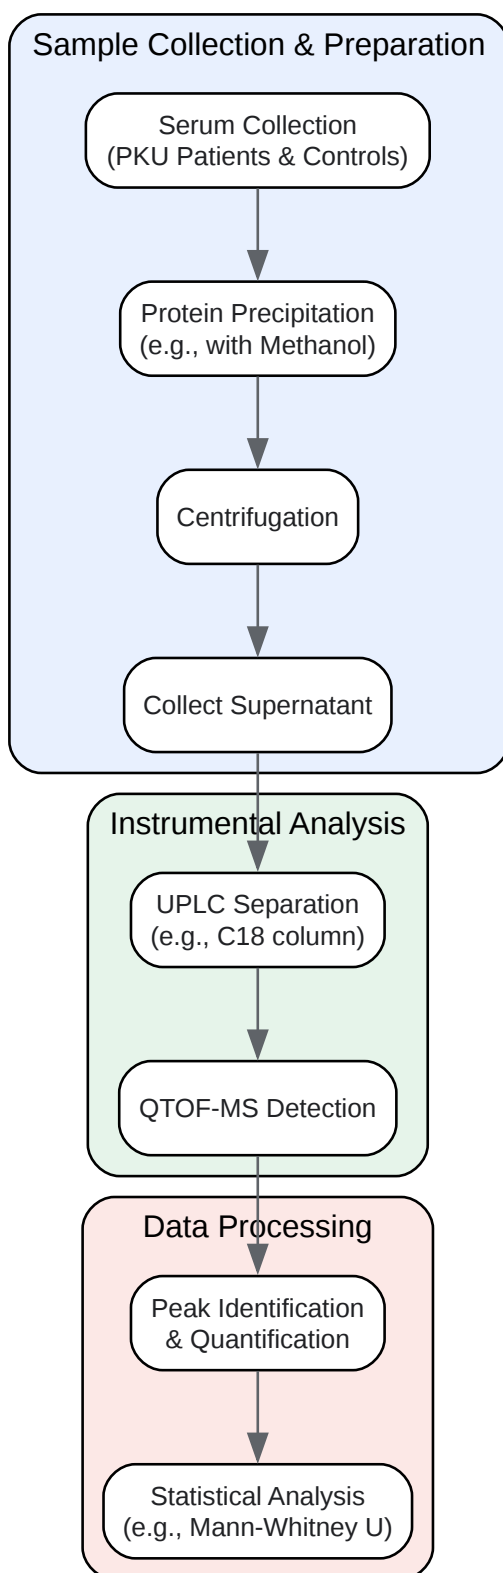 Sample Collection & Preparation
Serum Collection
(PKU Patients & Controls)
Protein Precipitation
(e.g., with Methanol)
Centrifugation
Collect Supernatant
Instrumental Analysis
UPLC Separation
(e.g., C18 column)
QTOF-MS Detection
Data Processing
Peak Identification
& Quantification
Statistical Analysis
(e.g., Mann-Whitney U)